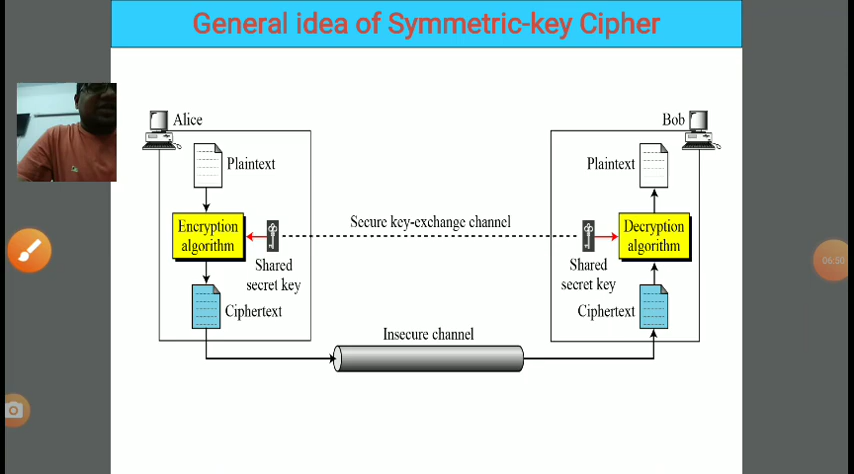 General idea of Symmetric-key Cipher
Alice
Bob
Plaintext
Plaintext
Encryption
algorithm
Secure key-exchange channel
Decryption
algorithm
Shared
secret key
Shared
secret key
Ciphertext
Ciphertext
Insecure channel
06:50